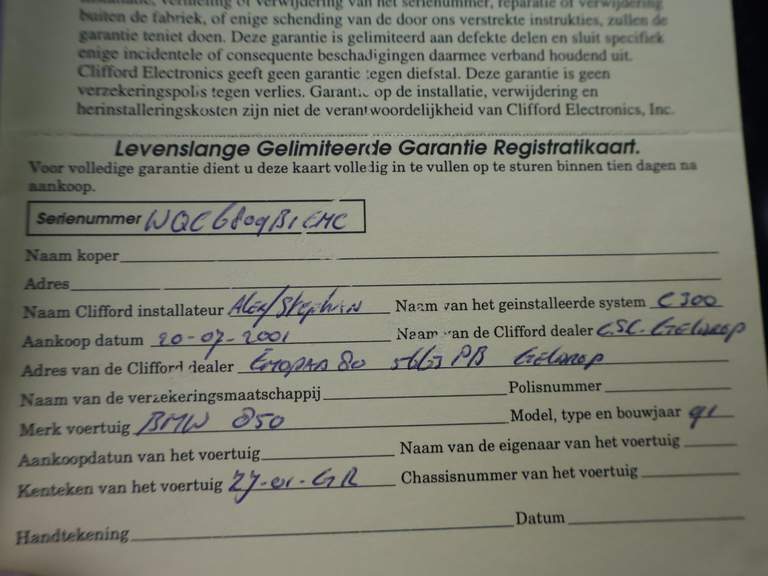 buiten de fabriek, of enige schending van de door ons verstrekte instrukties, zullen de
garantie teniet doen. Deze garantie is gelimiteerd aan defekte delen en sluit specifiek
enige incidentele of consequente beschadigingen daarmee verband houdend uit.
Clifford Electronics geeft geen garantie tegen diefstal. Deze garantie is geen
verzekeringspolis tegen verlies. Garantie op de installatie, verwijdering en
herinstalleringskosten zijn niet de verantwoordelijkheid van Clifford Electronics, Inc.
Levenslange Gelimiteerde Garantie Registratikaart.
Voor volledige garantie dient u deze kaart volledig in te vullen op te sturen binnen tien dagen na
aankoop.
Serienummer WQC6809B1EMC
Naam koper
Adres
Naam Clifford installateur Alex/Stephan Naam van het geinstalleerde system C300
Aankoop datum 20-07-2001 Naam van de Clifford dealer C.S.C. Geldrop
Adres van de Clifford dealer 80 PB Geldrop
Naam van de verzekeringsmaatschappij Polisnummer
Merk voertuig BMW 850 Model, type en bouwjaar 91
Aankoopdatun van het voertuig Naam van de eigenaar van het voertuig
Kenteken van het voertuig Chassisnummer van het voertuig
Handtekening Datum